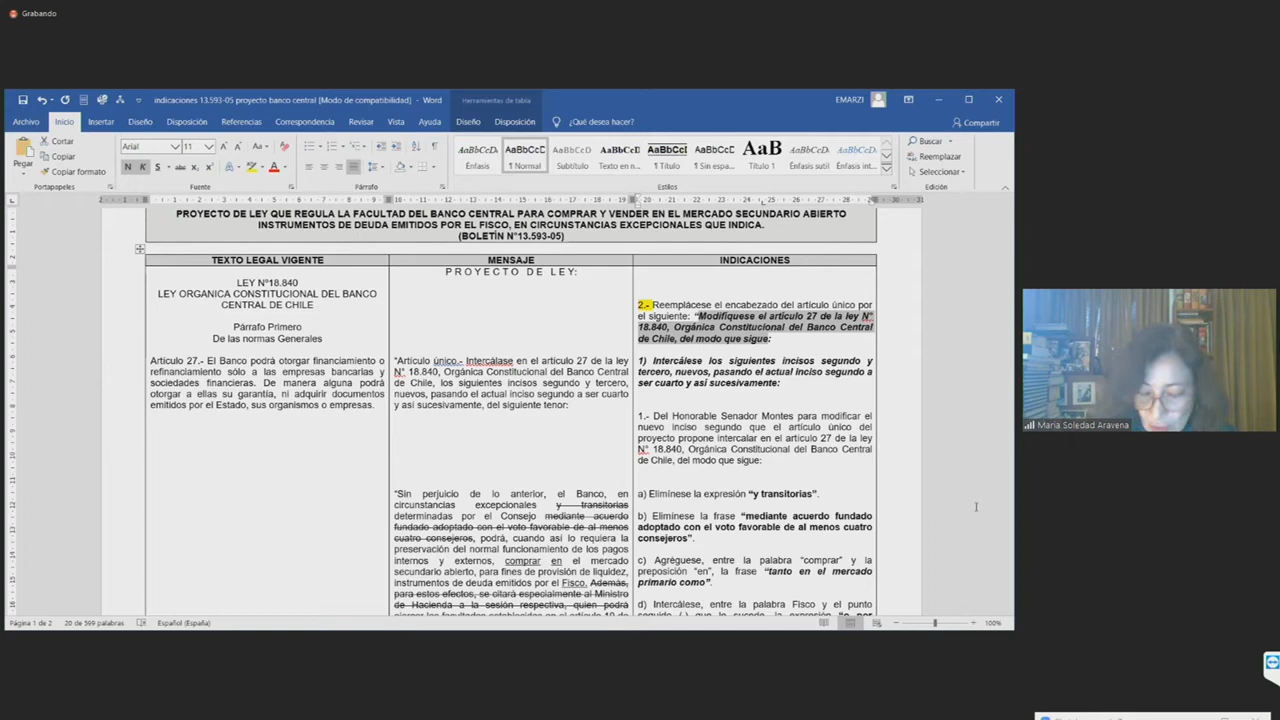 Grabando
indicaciones 13.593-05 proyecto banco central [Modo de compatibilidad] - Word
Herramientas de tabla
EMARZI
Archivo Inicio Insertar Diseño Disposición Referencias Correspondencia Revisar Vista Ayuda Diseño Disposición ¿Qué desea hacer? Compartir
Pegar
Cortar
Copiar
Copiar formato
Portapapeles
Arial 11
N K
Fuente
Párrafo
AaBbCcD Énfasis
AaBbCcD ¶ Normal
AaBbCcD Subtítulo
AaBbCcD Texto en n...
AaBbCcD ¶ Título
AaBbCcD ¶ Sin espa...
AaB Título 1
AaBbCcD Énfasis sutil
AaBbCcD Énfasis int...
Estilos
Buscar
Reemplazar
Seleccionar
Edición
PROYECTO DE LEY QUE REGULA LA FACULTAD DEL BANCO CENTRAL PARA COMPRAR Y VENDER EN EL MERCADO SECUNDARIO ABIERTO
INSTRUMENTOS DE DEUDA EMITIDOS POR EL FISCO, EN CIRCUNSTANCIAS EXCEPCIONALES QUE INDICA.
(BOLETÍN N°13.593-05)
TEXTO LEGAL VIGENTE
LEY N°18.840
LEY ORGANICA CONSTITUCIONAL DEL BANCO
CENTRAL DE CHILE
Párrafo Primero
De las normas Generales
Artículo 27.- El Banco podrá otorgar financiamiento o
refinanciamiento sólo a las empresas bancarias y
sociedades financieras. De manera alguna podrá
otorgar a ellas su garantía, ni adquirir documentos
emitidos por el Estado, sus organismos o empresas.
MENSAJE
P R O Y E C T O D E L E Y:
"Artículo único.- Intercálase en el artículo 27 de la ley
N° 18.840, Orgánica Constitucional del Banco Central
de Chile, los siguientes incisos segundo y tercero,
nuevos, pasando el actual inciso segundo a ser cuarto
y así sucesivamente, del siguiente tenor:
"Sin perjuicio de lo anterior, el Banco, en
circunstancias excepcionales y transitorias
determinadas por el Consejo mediante acuerdo
fundado adoptado con el voto favorable de al menos
cuatro consejeros, podrá, cuando así lo requiera la
preservación del normal funcionamiento de los pagos
internos y externos, comprar en el mercado
secundario abierto, para fines de provisión de liquidez,
instrumentos de deuda emitidos por el Fisco. Además,
para estos efectos, se citará especialmente al Ministro
de Hacienda a la sesión respectiva, quien podrá
INDICACIONES
2.- Reemplácese el encabezado del artículo único por
el siguiente: "Modifíquese el artículo 27 de la ley N°
18.840, Orgánica Constitucional del Banco Central
de Chile, del modo que sigue:
1) Intercálese los siguientes incisos segundo y
tercero, nuevos, pasando el actual inciso segundo a
ser cuarto y así sucesivamente:
1.- Del Honorable Senador Montes para modificar el
nuevo inciso segundo que el artículo único del
proyecto propone intercalar en el artículo 27 de la ley
N° 18.840, Orgánica Constitucional del Banco Central
de Chile, del modo que sigue:
a) Elimínese la expresión "y transitorias".
b) Elimínese la frase "mediante acuerdo fundado
adoptado con el voto favorable de al menos cuatro
consejeros".
c) Agréguese, entre la palabra "comprar" y la
preposición "en", la frase "tanto en el mercado
primario como".
d) Intercálese, entre la palabra Fisco y el punto
Página 1 de 2 20 de 599 palabras Español (España) 100%
María Soledad Aravena